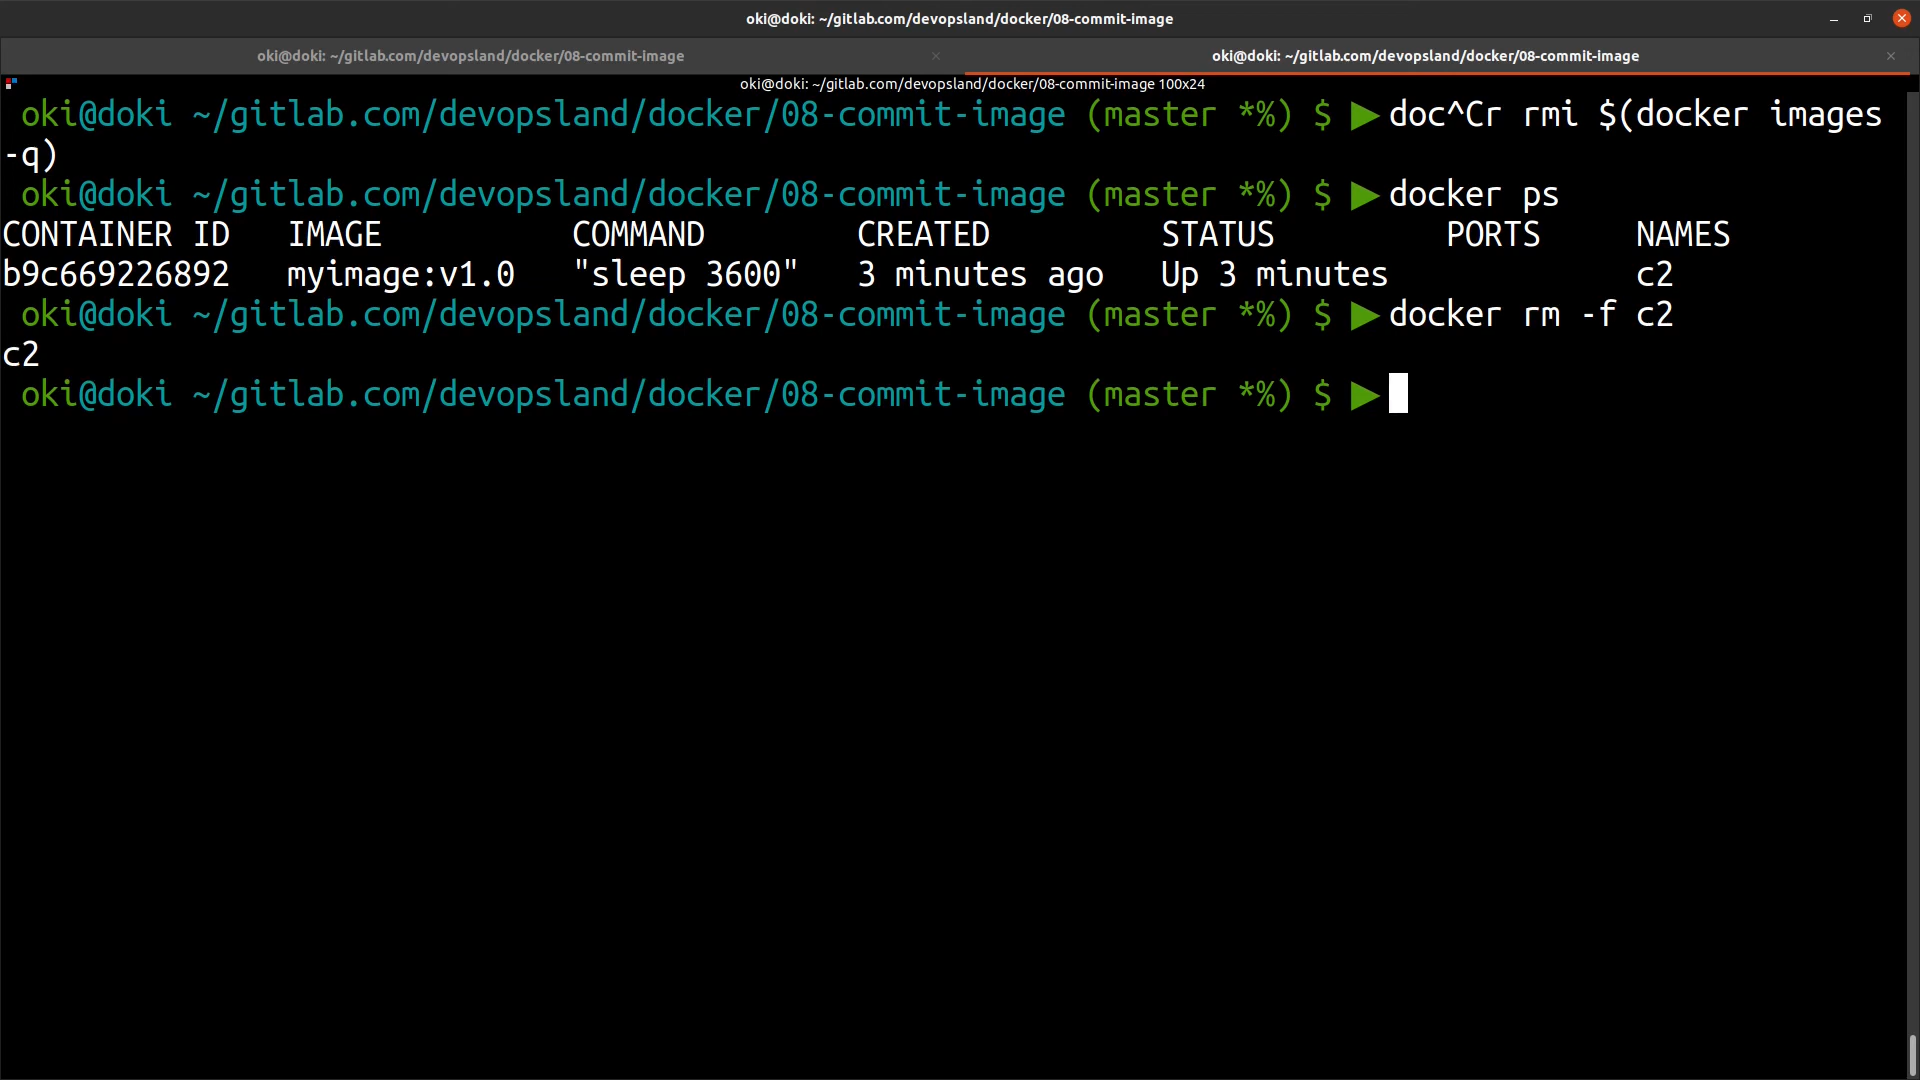 oki@doki: ~/gitlab.com/devopsland/docker/08-commit-image
oki@doki: ~/gitlab.com/devopsland/docker/08-commit-image × oki@doki: ~/gitlab.com/devopsland/docker/08-commit-image ×
oki@doki: ~/gitlab.com/devopsland/docker/08-commit-image 100x24
oki@doki ~/gitlab.com/devopsland/docker/08-commit-image (master *%) $ ▶doc^Cr rmi $(docker images
-q)
oki@doki ~/gitlab.com/devopsland/docker/08-commit-image (master *%) $ ▶docker ps
CONTAINER ID   IMAGE          COMMAND        CREATED         STATUS         PORTS     NAMES
b9c669226892   myimage:v1.0   "sleep 3600"   3 minutes ago   Up 3 minutes             c2
oki@doki ~/gitlab.com/devopsland/docker/08-commit-image (master *%) $ ▶docker rm -f c2
c2
oki@doki ~/gitlab.com/devopsland/docker/08-commit-image (master *%) $ ▶